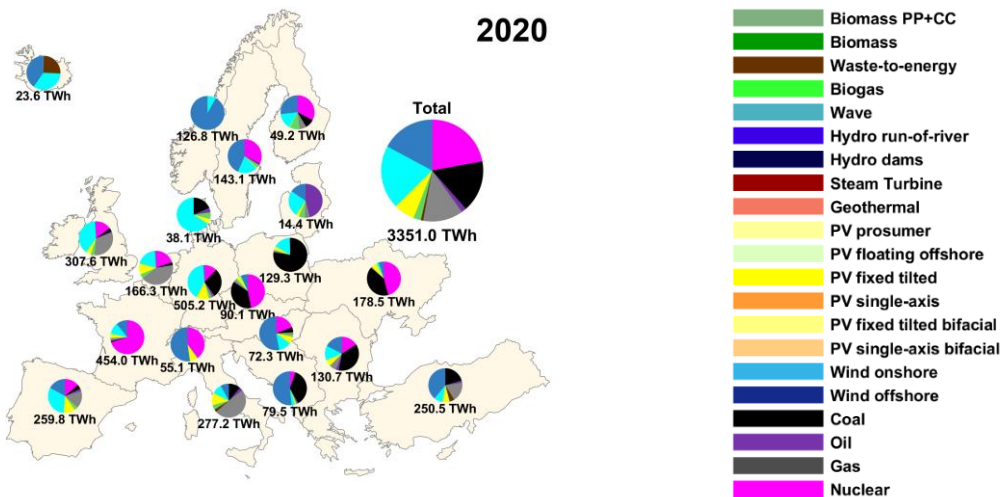 2020
23.6 TWh
126.8 TWh
49.2 TWh
Total
143.1 TWh
14.4 TWh
3351.0 TWh
38.1 TWh
307.6 TWh
129.3 TWh
166.3 TWh
505.2 TWh
90.1 TWh
178.5 TWh
454.0 TWh
55.1 TWh
72.3 TWh
130.7 TWh
259.8 TWh
277.2 TWh
79.5 TWh
250.5 TWh
Biomass PP+CC
Biomass
Waste-to-energy
Biogas
Wave
Hydro run-of-river
Hydro dams
Steam Turbine
Geothermal
PV prosumer
PV floating offshore
PV fixed tilted
PV single-axis
PV fixed tilted bifacial
PV single-axis bifacial
Wind onshore
Wind offshore
Coal
Oil
Gas
Nuclear